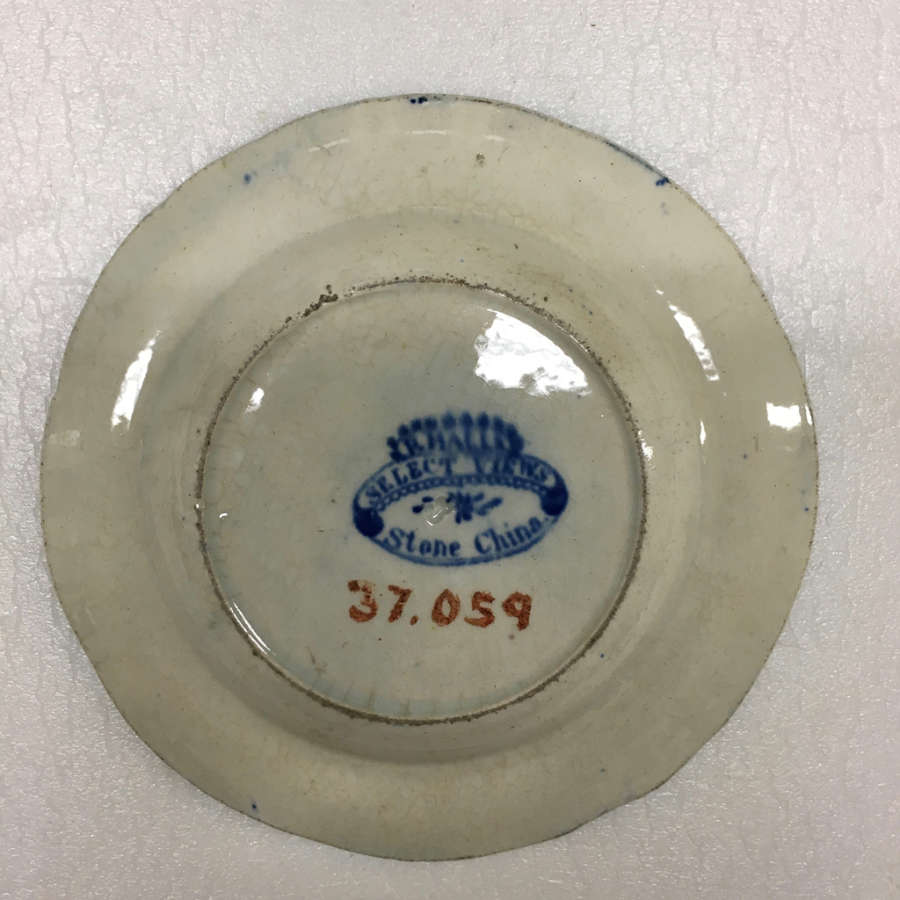 R.HALL'S
SELECT VIEWS
Stone China.
37.059